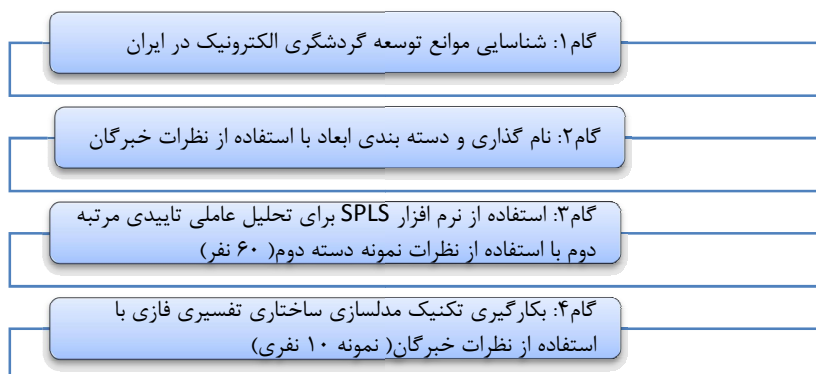 گام۱: شناسایی موانع توسعه گردشگری الکترونیک در ایران
گام۲: نام گذاری و دسته بندی ابعاد با استفاده از نظرات خبرگان
گام۳: استفاده از نرم افزار SPLS برای تحلیل عاملی تاییدی مرتبه
دوم با استفاده از نظرات نمونه دسته دوم( ۶۰ نفر)
گام۴: بکارگیری تکنیک مدلسازی ساختاری تفسیری فازی با
استفاده از نظرات خبرگان( نمونه ۱۰ نفری)